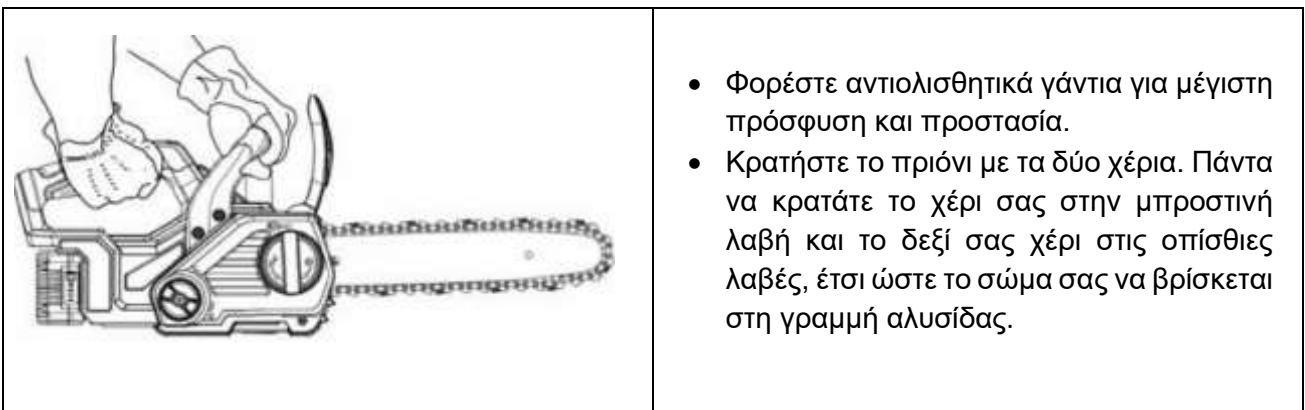 • Φορέστε αντιολισθητικά γάντια για μέγιστη
πρόσφυση και προστασία.
• Κρατήστε το πριόνι με τα δύο χέρια. Πάντα
να κρατάτε το χέρι σας στην μπροστινή
λαβή και το δεξί σας χέρι στις οπίσθιες
λαβές, έτσι ώστε το σώμα σας να βρίσκεται
στη γραμμή αλυσίδας.